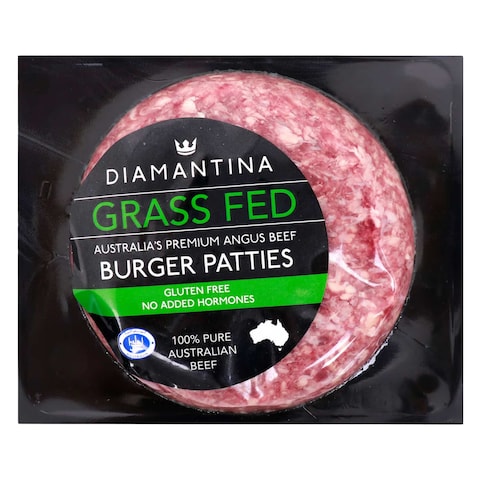 DIAMANTINA
GRASS FED
AUSTRALIA'S PREMIUM ANGUS BEEF
BURGER PATTIES
GLUTEN FREE
NO ADDED HORMONES
100% PURE
AUSTRALIAN
BEEF